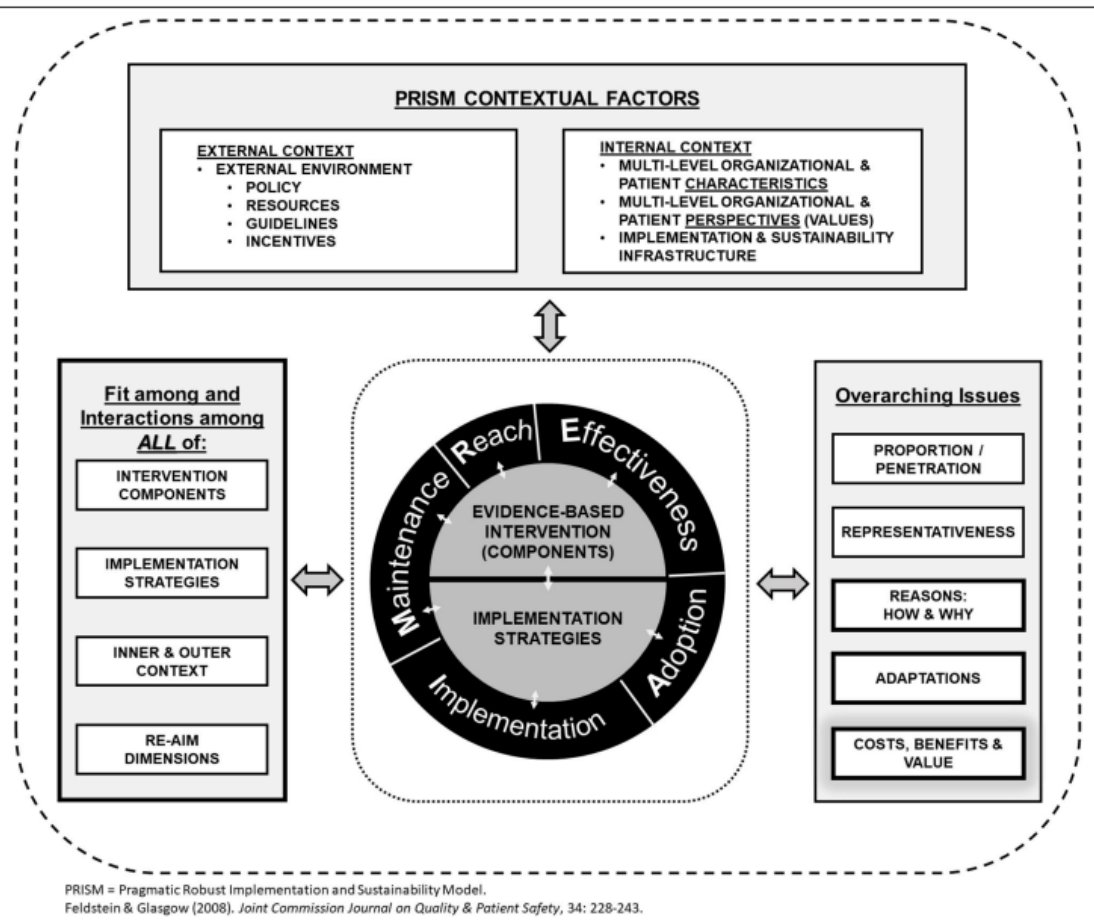 PRISM CONTEXTUAL FACTORS
EXTERNAL CONTEXT
• EXTERNAL ENVIRONMENT
• POLICY
• RESOURCES
• GUIDELINES
• INCENTIVES
INTERNAL CONTEXT
• MULTI-LEVEL ORGANIZATIONAL &
PATIENT CHARACTERISTICS
• MULTI-LEVEL ORGANIZATIONAL &
PATIENT PERSPECTIVES (VALUES)
• IMPLEMENTATION & SUSTAINABILITY
INFRASTRUCTURE
Fit among and
Interactions among
ALL of:
INTERVENTION
COMPONENTS
IMPLEMENTATION
STRATEGIES
INNER & OUTER
CONTEXT
RE-AIM
DIMENSIONS
Reach
Effectiveness
Adoption
Implementation
Maintenance
EVIDENCE-BASED
INTERVENTION
(COMPONENTS)
IMPLEMENTATION
STRATEGIES
Overarching Issues
PROPORTION /
PENETRATION
REPRESENTATIVENESS
REASONS:
HOW & WHY
ADAPTATIONS
COSTS, BENEFITS &
VALUE
PRISM = Pragmatic Robust Implementation and Sustainability Model.
Feldstein & Glasgow (2008). Joint Commission Journal on Quality & Patient Safety, 34: 228-243.